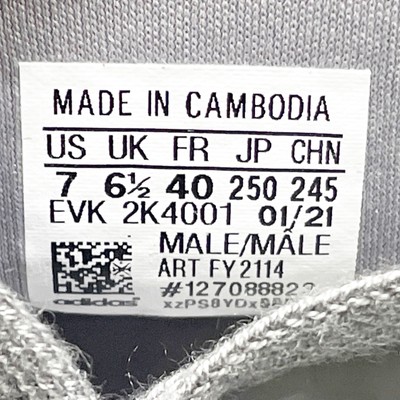 MADE IN CAMBODIA
US UK FR JP CHN
7 6½ 40 250 245
EVK 2K4001 01/21
MALE/MÂLE
ART FY2114
adidas